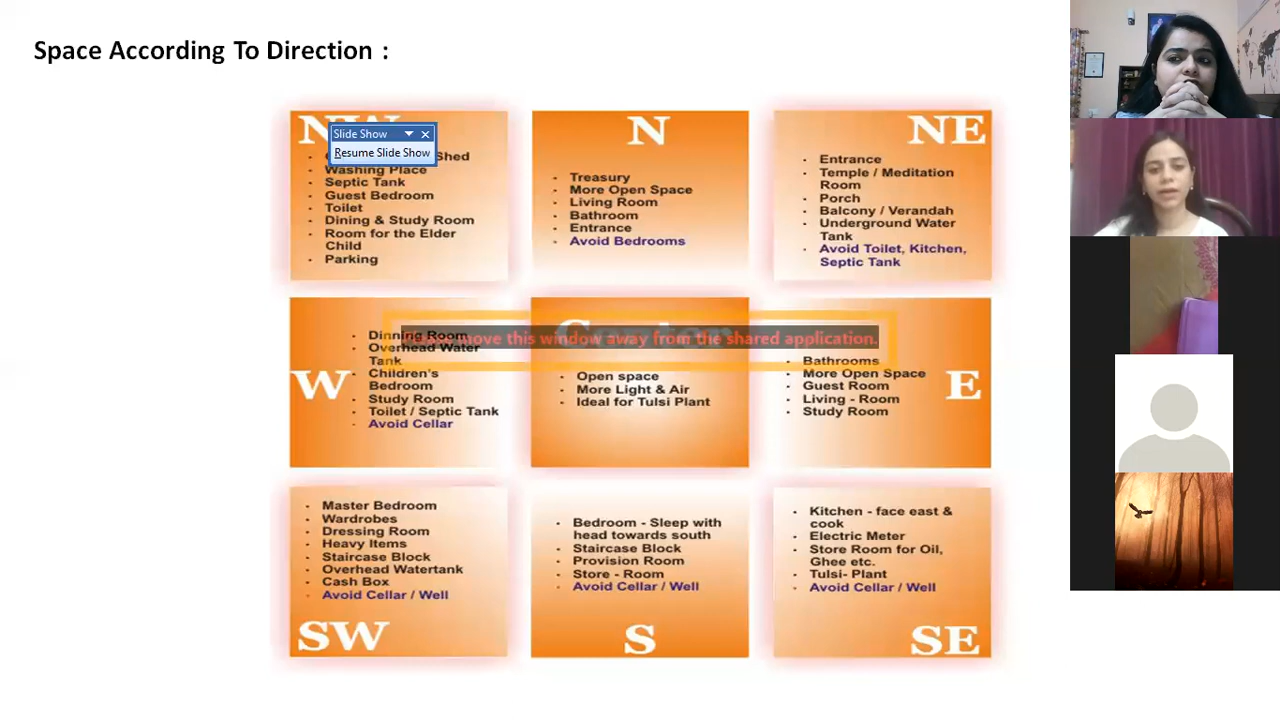 Space According To Direction :
NW
Slide Show
Resume Slide Show
Shed
Washing Place
Septic Tank
Guest Bedroom
Toilet
Dining & Study Room
Room for the Elder
Child
Parking
N
Treasury
More Open Space
Living Room
Bathroom
Entrance
Avoid Bedrooms
NE
Entrance
Temple / Meditation
Room
Porch
Balcony / Verandah
Underground Water
Tank
Avoid Toilet, Kitchen,
Septic Tank
W
Dinning Room
Overhead Water
Tank
Children's
Bedroom
Study Room
Toilet / Septic Tank
Avoid Cellar
Center
move this window away from the shared application.
Open space
More Light & Air
Ideal for Tulsi Plant
Bathrooms
More Open Space
Guest Room
Living - Room
Study Room
E
Master Bedroom
Wardrobes
Dressing Room
Heavy Items
Staircase Block
Overhead Watertank
Cash Box
Avoid Cellar / Well
SW
Bedroom - Sleep with
head towards south
Staircase Block
Provision Room
Store - Room
Avoid Cellar / Well
S
Kitchen - face east &
cook
Electric Meter
Store Room for Oil,
Ghee etc.
Tulsi- Plant
Avoid Cellar / Well
SE